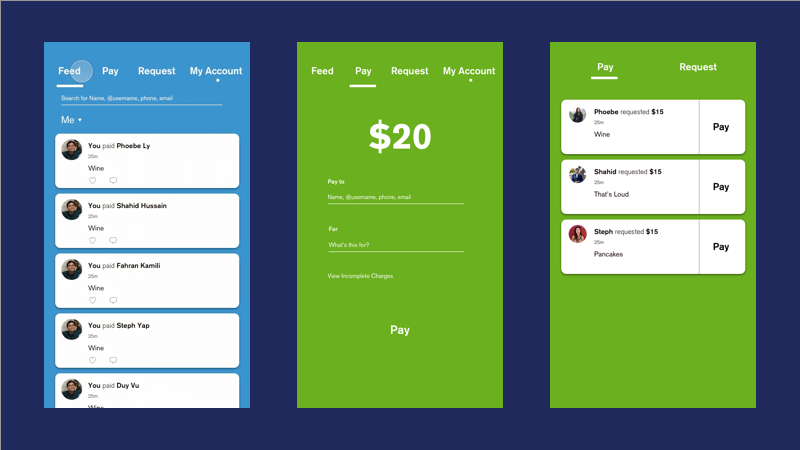 Feed Pay Request My Account
Search for Name, @username, phone, email
Me
You paid Phoebe Ly
25m
Wine
You paid Shahid Hussain
25m
Wine
You paid Fahran Kamili
25m
Wine
You paid Steph Yap
25m
Wine
You paid Duy Vu
25m
Wine
Feed Pay Request My Account
$20
Pay to
Name, @username, phone, email
For
What's this for?
View Incomplete Charges
Pay
Pay Request
Phoebe requested $15
25m
Wine
Pay
Shahid requested $15
25m
That's Loud
Pay
Steph requested $15
25m
Pancakes
Pay